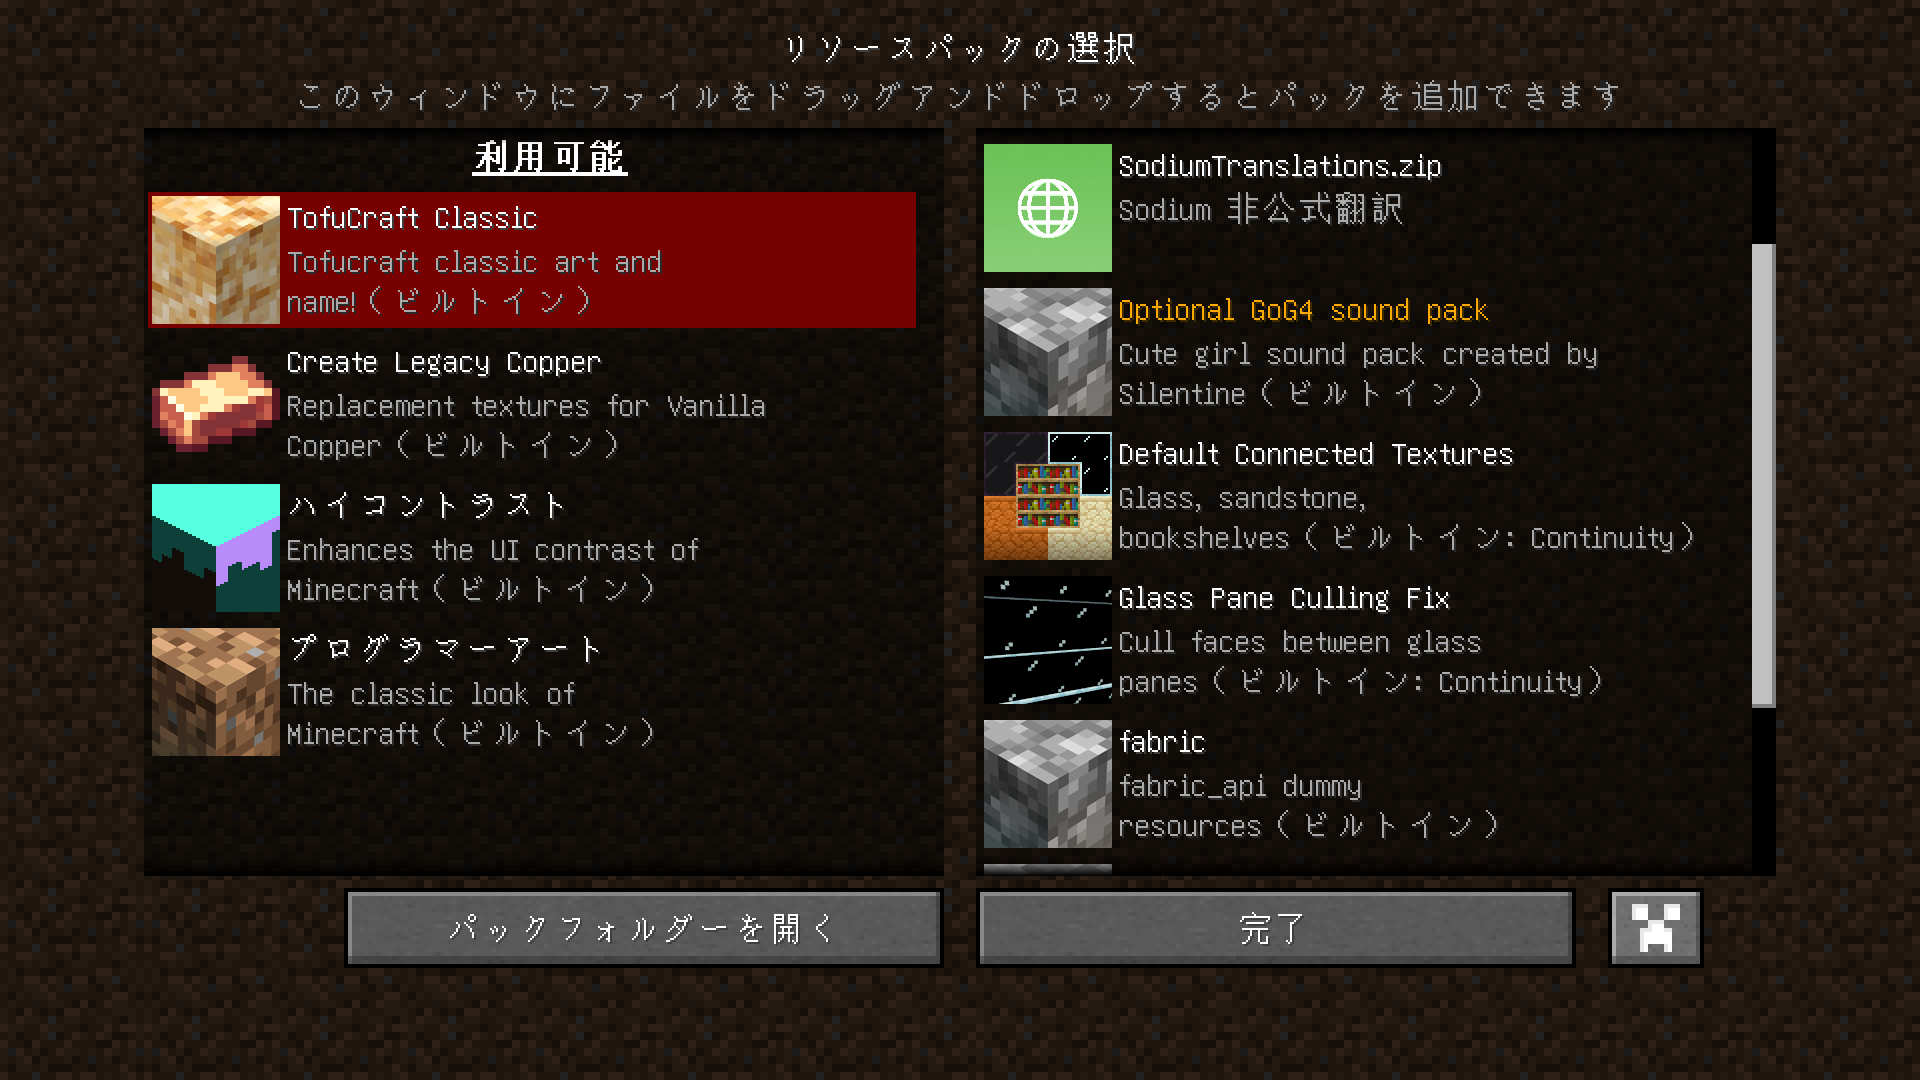 リソースパックの選択
このウィンドウにファイルをドラッグアンドドロップするとパックを追加できます
利用可能
TofuCraft Classic
Tofucraft classic art and
name!（ビルトイン）
Create Legacy Copper
Replacement textures for Vanilla
Copper（ビルトイン）
ハイコントラスト
Enhances the UI contrast of
Minecraft（ビルトイン）
プログラマーアート
The classic look of
Minecraft（ビルトイン）
SodiumTranslations.zip
Sodium 非公式翻訳
Optional GoG4 sound pack
Cute girl sound pack created by
Silentine（ビルトイン）
Default Connected Textures
Glass, sandstone,
bookshelves（ビルトイン: Continuity）
Glass Pane Culling Fix
Cull faces between glass
panes（ビルトイン: Continuity）
fabric
fabric_api dummy
resources（ビルトイン）
パックフォルダーを開く
完了